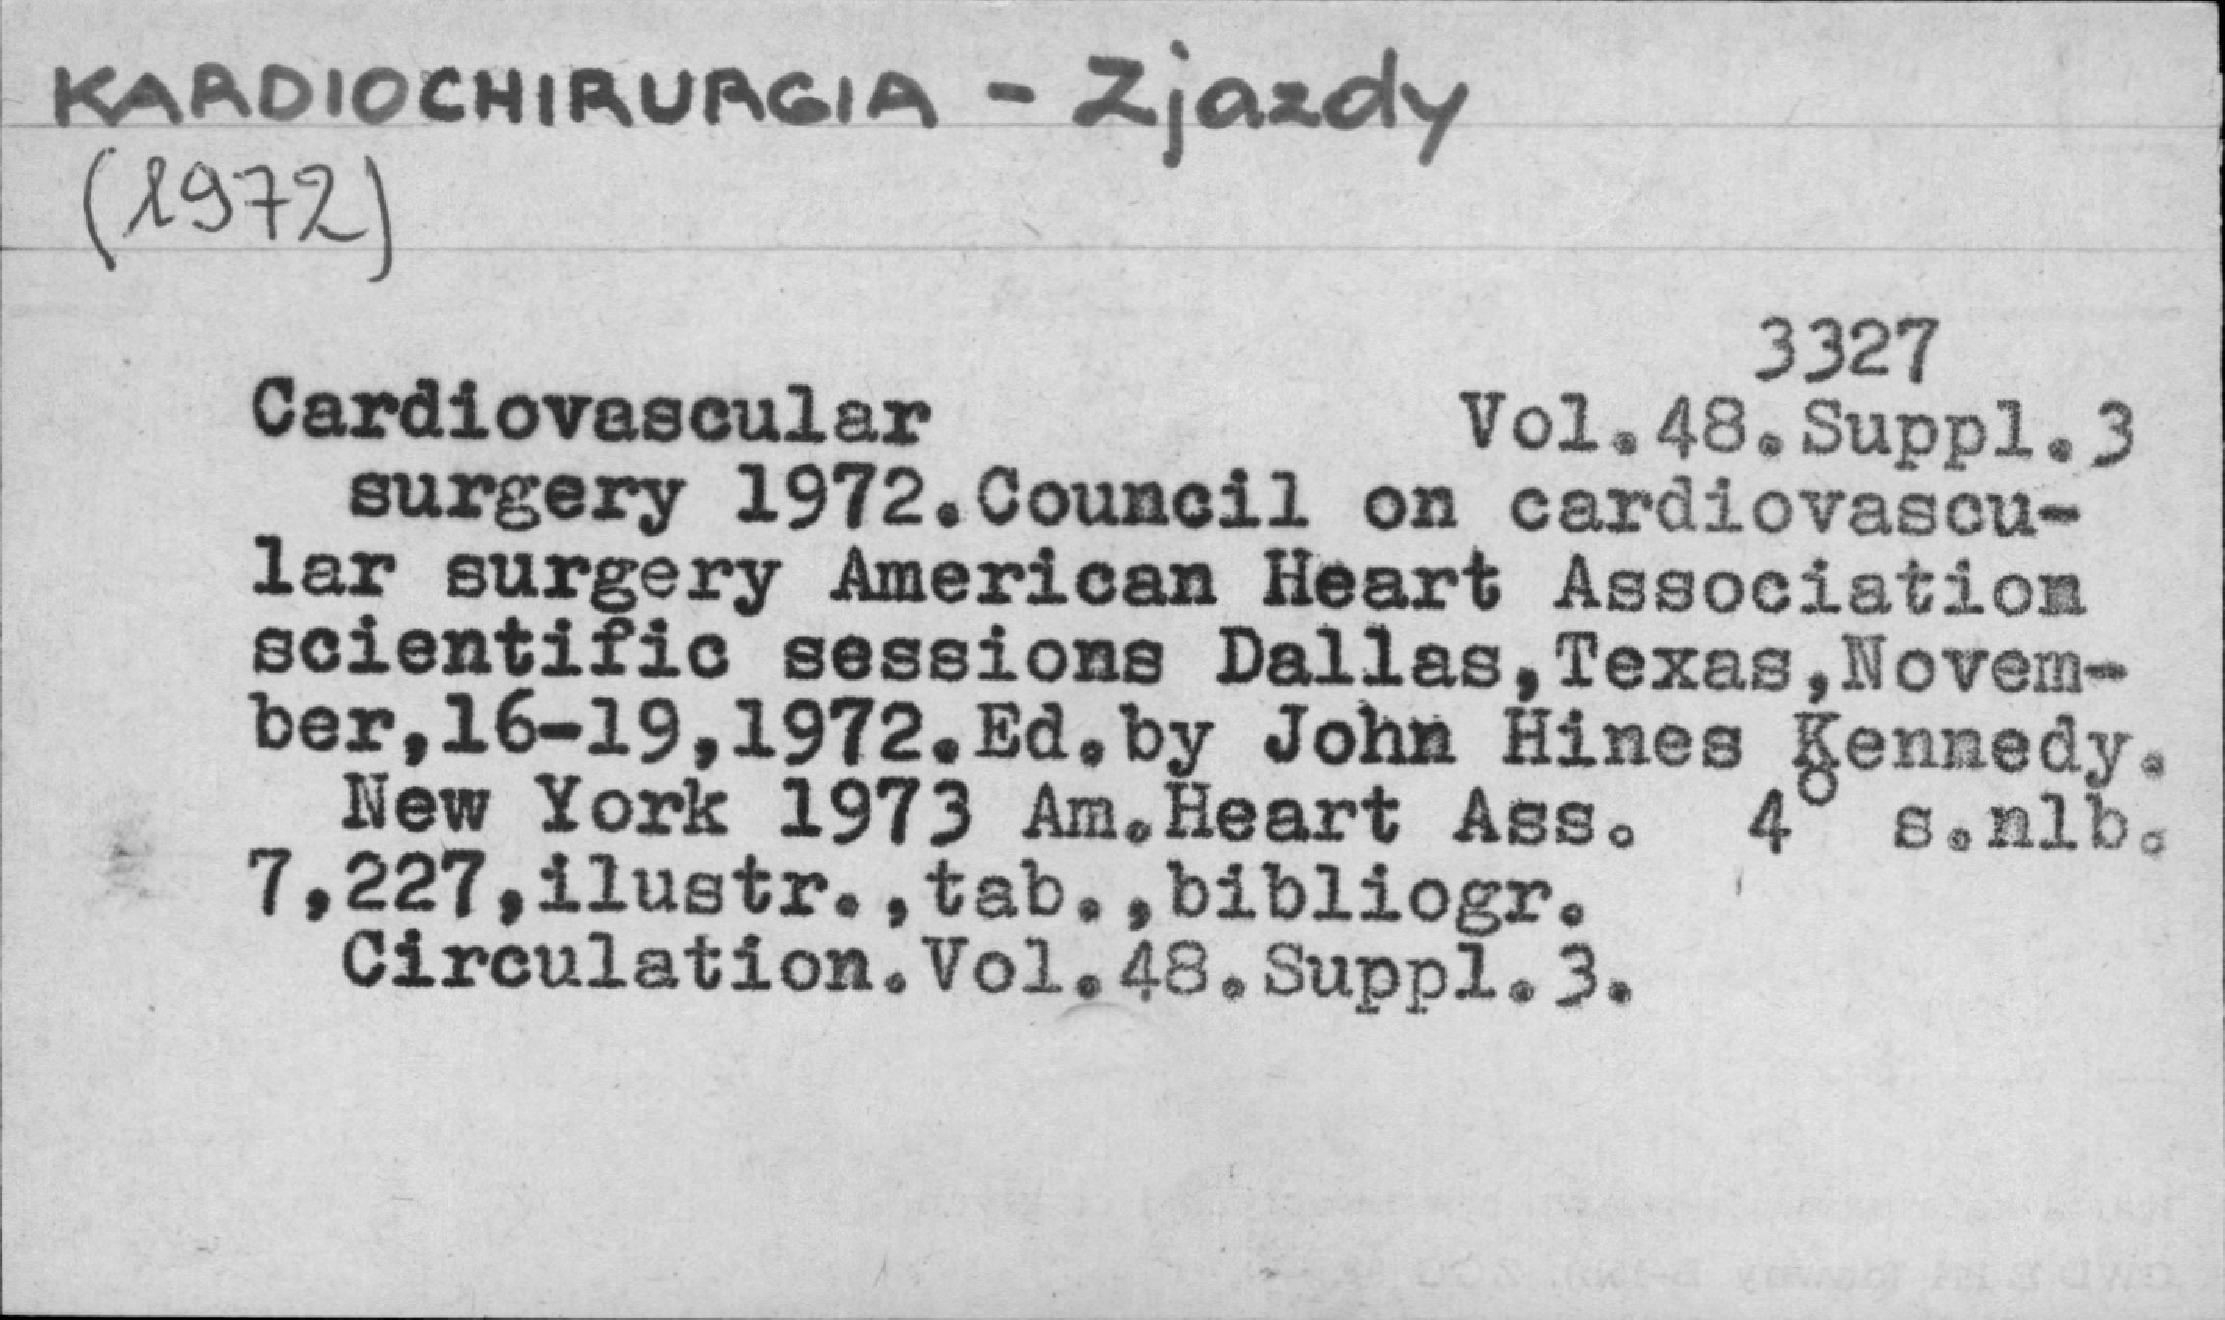 KARDIOCHIRURGIA - Zjazdy
(1972)
3327
Cardiovascular Vol.48.Suppl.3
surgery 1972.Council on cardiovascu-
lar surgery American Heart Association
scientific sessions Dallas,Texas,Novem-
ber,16-19,1972.Ed.by John Hines Kennedy.
New York 1973 Am.Heart Ass. 4° s.nlb.
7,227,ilustr.,tab.,bibliogr.
Circulation.Vol.48.Suppl.3.